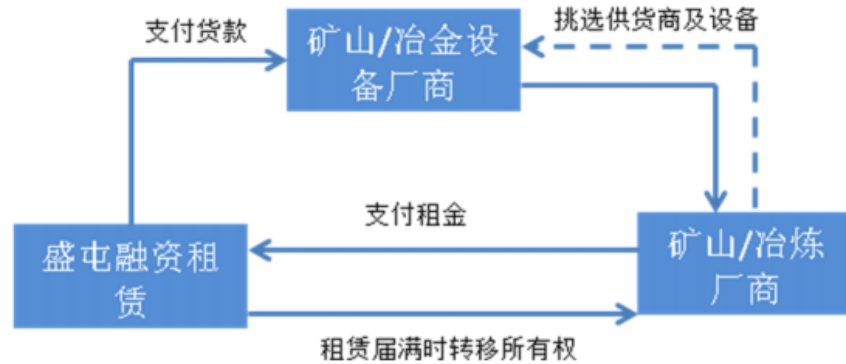 支付货款
矿山/冶金设
备厂商
挑选供货商及设备
支付租金
盛屯融资租
赁
矿山/冶炼
厂商
租赁届满时转移所有权